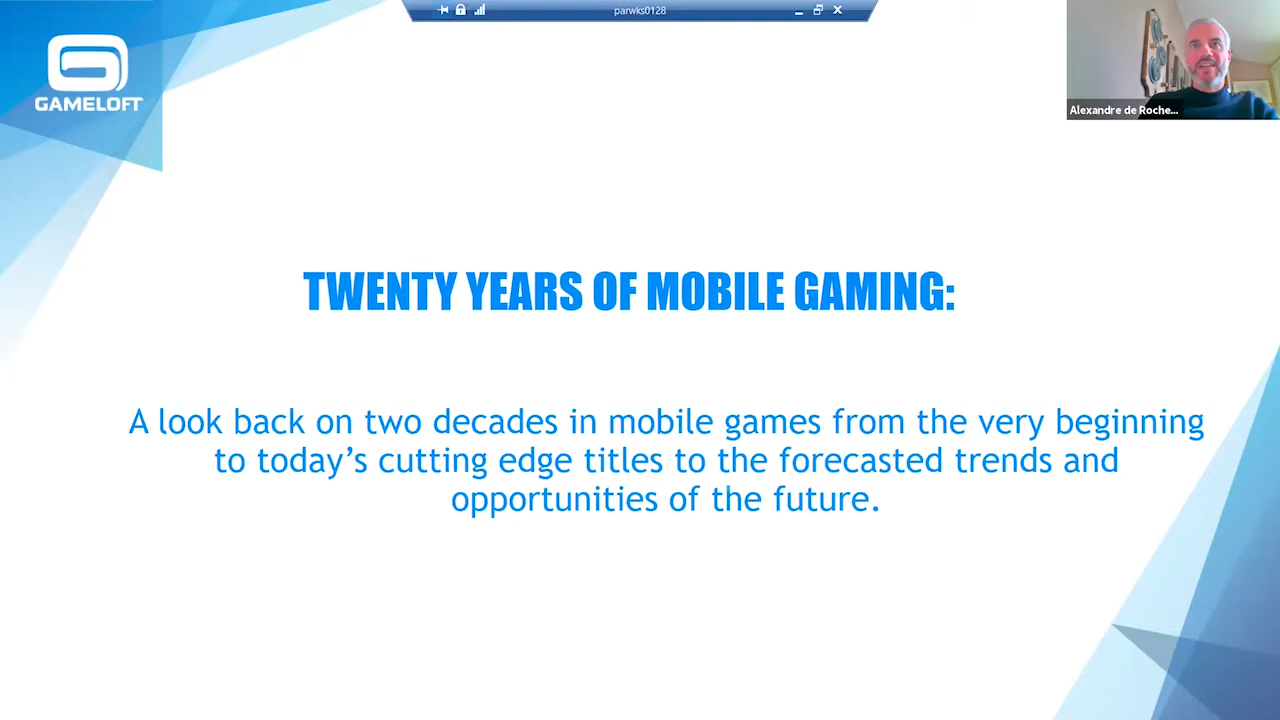 parwks0128
GAMELOFT
Alexandre de Roche...
TWENTY YEARS OF MOBILE GAMING:
A look back on two decades in mobile games from the very beginning
to today's cutting edge titles to the forecasted trends and
opportunities of the future.